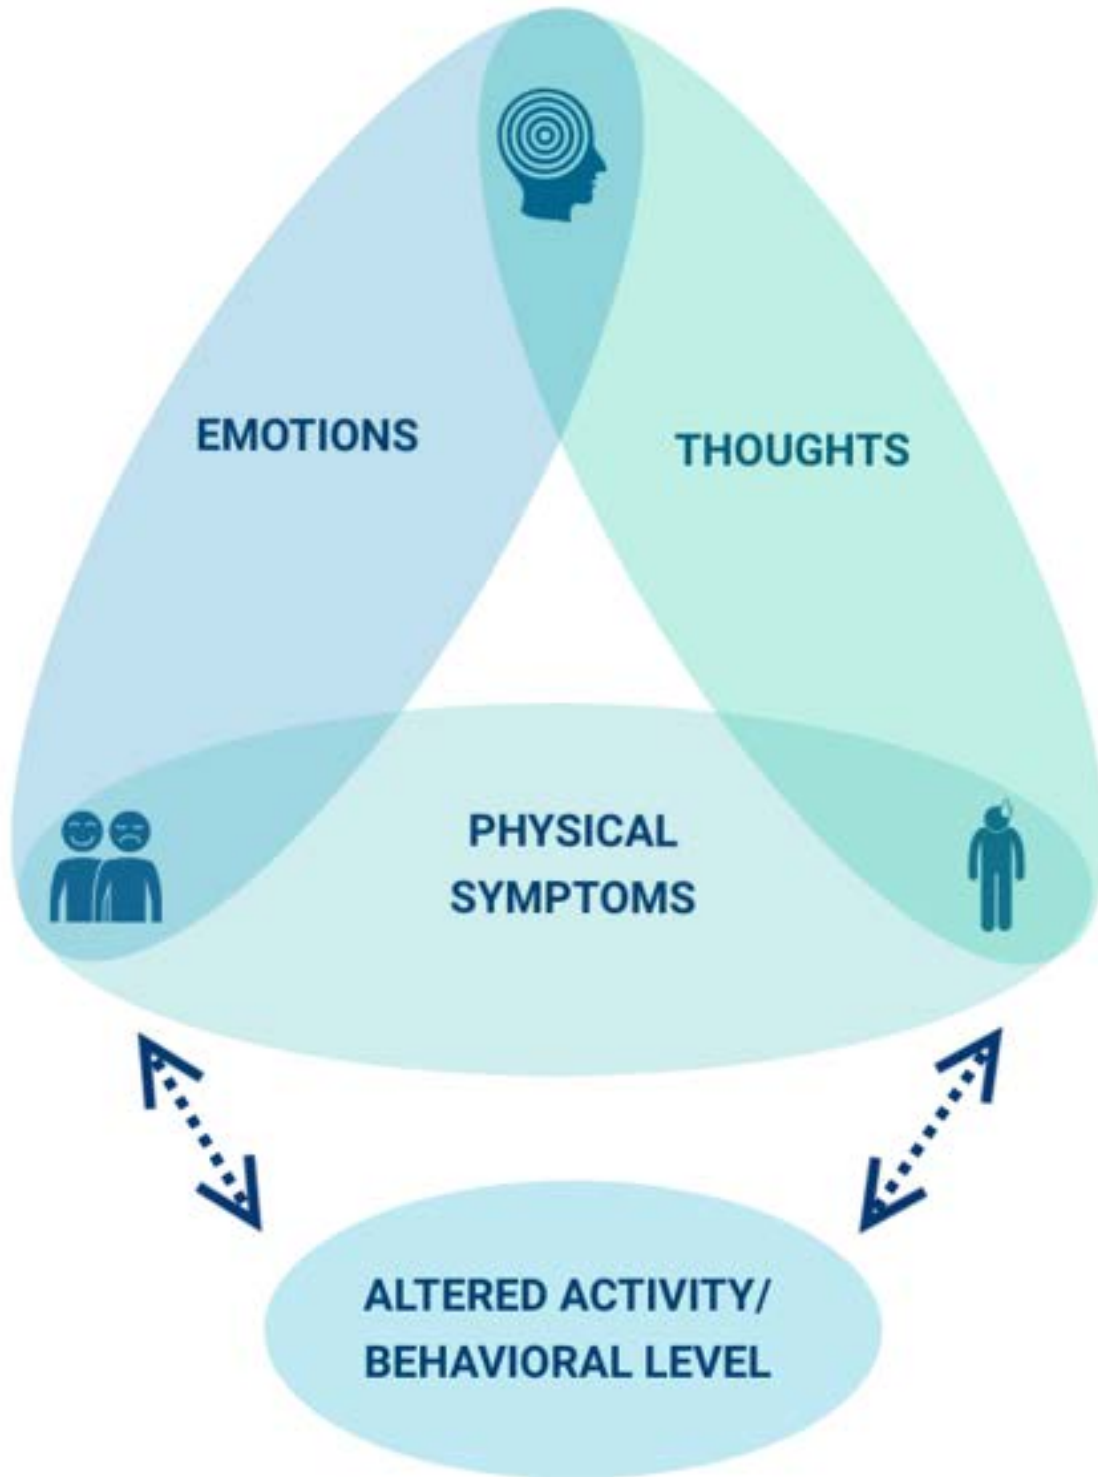 EMOTIONS
THOUGHTS
PHYSICAL
SYMPTOMS
ALTERED ACTIVITY/
BEHAVIORAL LEVEL